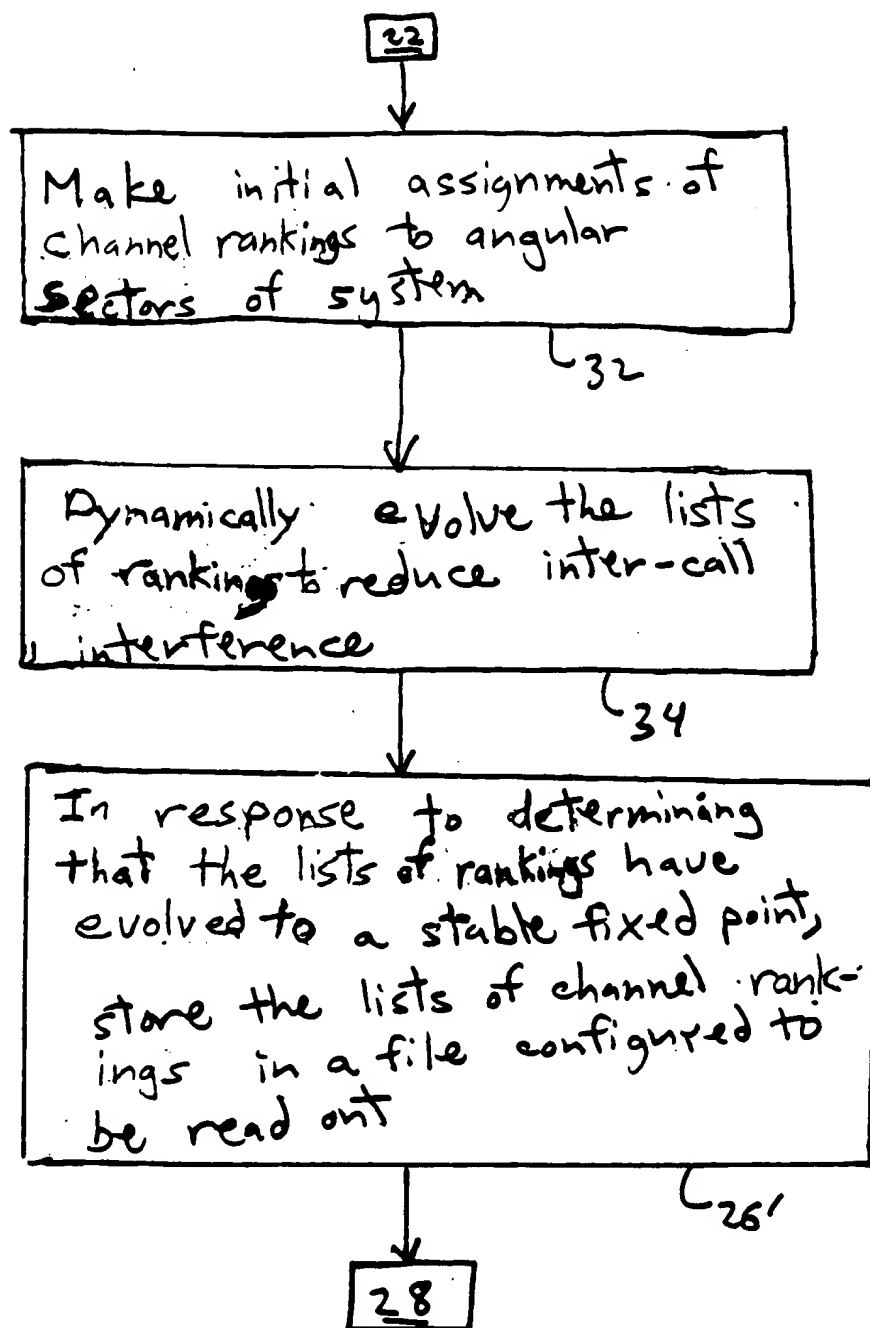 22
Make initial assignments of
channel rankings to angular
sectors of system
32
Dynamically evolve the lists
of rankings to reduce inter-call
interference
34
In response to determining
that the lists of rankings have
evolved to a stable fixed point,
store the lists of channel rank-
ings in a file configured to
be read out
26'
28